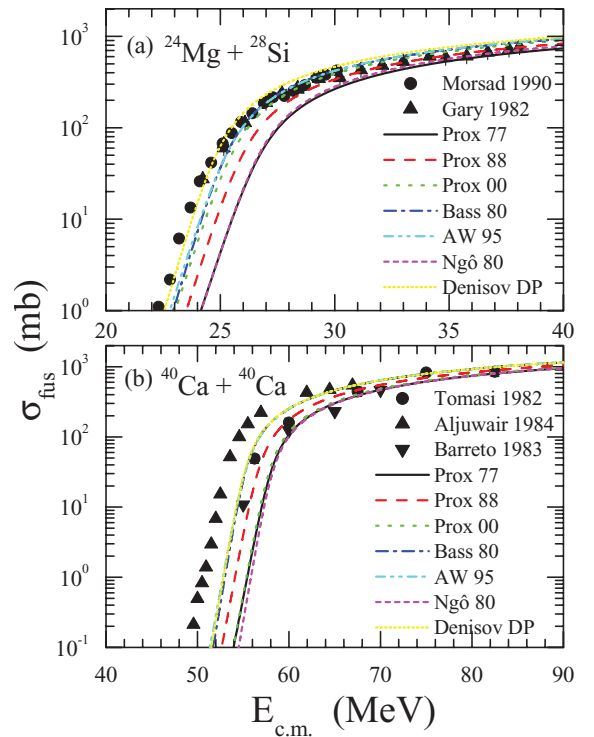 10³
(a) ²⁴Mg + ²⁸Si
Morsad 1990
Gary 1982
10²
Prox 77
Prox 88
Prox 00
10¹
Bass 80
AW 95
Ngô 80
Denisov DP
10⁰
20 25 30 35 40
σfus (mb)
10³
(b) ⁴⁰Ca + ⁴⁰Ca
Tomasi 1982
Aljuwair 1984
10²
Barreto 1983
Prox 77
10¹
Prox 88
Prox 00
Bass 80
10⁰
AW 95
Ngô 80
Denisov DP
10⁻¹
40 50 60 70 80 90
E c.m. (MeV)